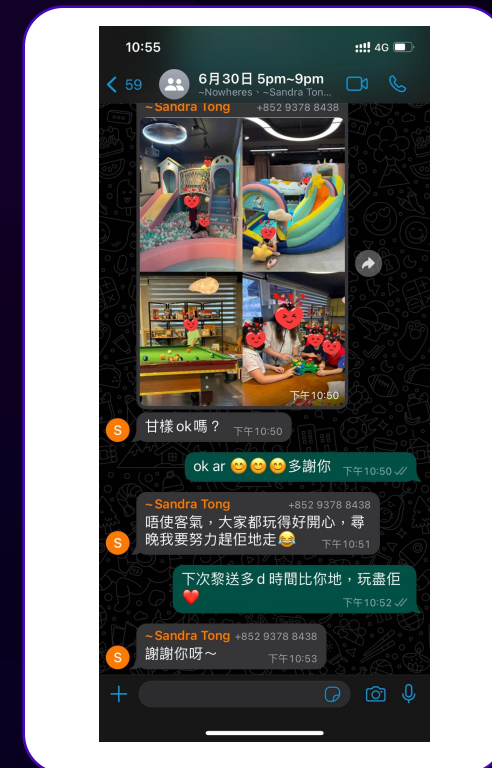 10:55
4G
59
6月30日 5pm~9pm
~Nowheres、~Sandra Ton...
~Sandra Tong
+852 9378 8438
下午10:50
S
甘樣ok嗎？
下午10:50
ok ar 😊😊😊多謝你
下午10:50
~Sandra Tong
+852 9378 8438
唔使客氣，大家都玩得好開心，尋
晚我要努力趕佢地走😂
下午10:51
S
下次黎送多d時間比你地，玩盡佢
❤️
下午10:52
~Sandra Tong +852 9378 8438
謝謝你呀～
下午10:53
S